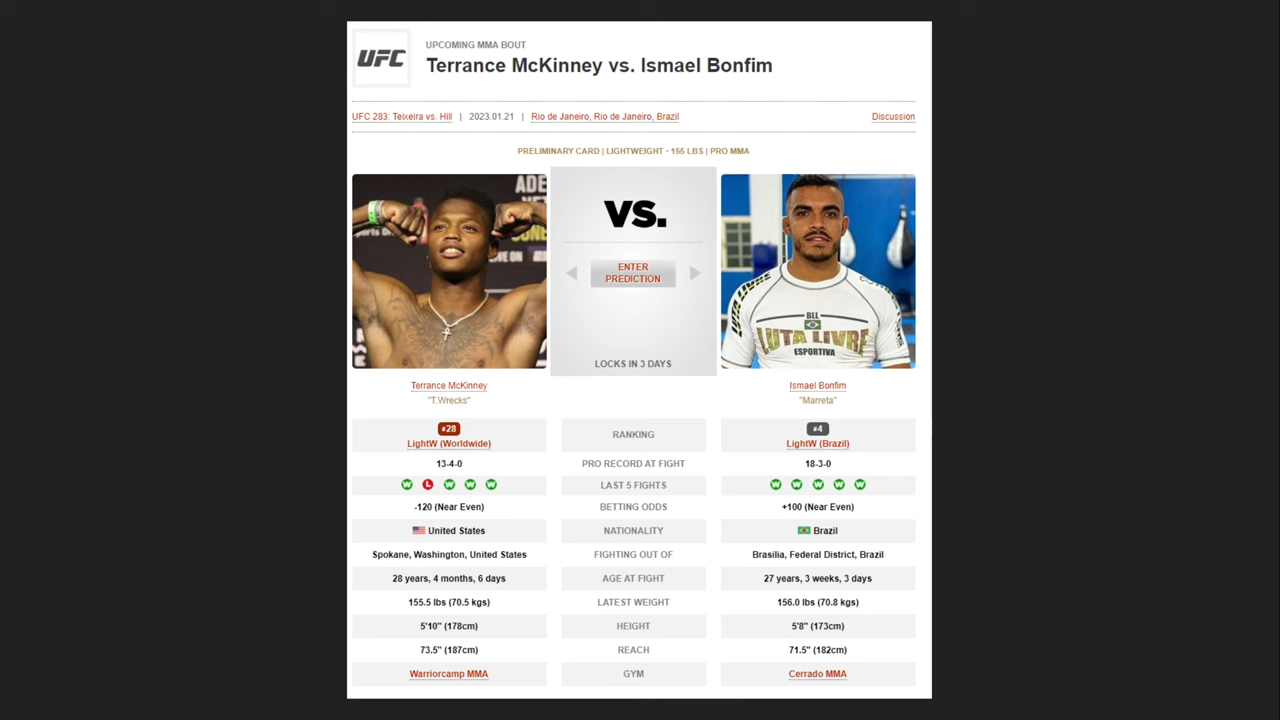 UFC
UPCOMING MMA BOUT
Terrance McKinney vs. Ismael Bonfim
UFC 283: Teixeira vs. Hill | 2023.01.21 | Rio de Janeiro, Rio de Janeiro, Brazil Discussion
PRELIMINARY CARD | LIGHTWEIGHT · 155 LBS | PRO MMA
VS.
ENTER
PREDICTION
LOCKS IN 3 DAYS
BLL
LUTA LIVRE
ESPORTIVA
Terrance McKinney Ismael Bonfim
"T.Wrecks" "Marreta"
#28 RANKING #4
LightW (Worldwide) LightW (Brazil)
13-4-0 PRO RECORD AT FIGHT 18-3-0
W L W W W LAST 5 FIGHTS W W W W W
-120 (Near Even) BETTING ODDS +100 (Near Even)
United States NATIONALITY Brazil
Spokane, Washington, United States FIGHTING OUT OF Brasilia, Federal District, Brazil
28 years, 4 months, 6 days AGE AT FIGHT 27 years, 3 weeks, 3 days
155.5 lbs (70.5 kgs) LATEST WEIGHT 156.0 lbs (70.8 kgs)
5'10" (178cm) HEIGHT 5'8" (173cm)
73.5" (187cm) REACH 71.5" (182cm)
Warriorcamp MMA GYM Cerrado MMA